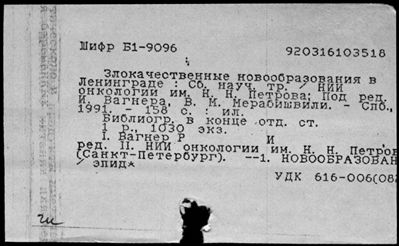 Шифр Б1-9096 920316103518
Злокачественные новообразования в
Ленинграде : Сб. науч. тр. / НИИ
онкологии им. Н. Н. Петрова; Под ред.
И. Вагнера, В. М. Мерабишвили. - Спб.,
1991. - 158 с. : ил.
Библиогр. в конце отд. ст.
1 р., 1030 экз.
I. Вагнер Р И
ред. II. НИИ онкологии им. Н. Н. Петров
(Санкт-Петербург). --1. НОВООБРАЗОВАН
/ эпид*
УДК 616-006(082